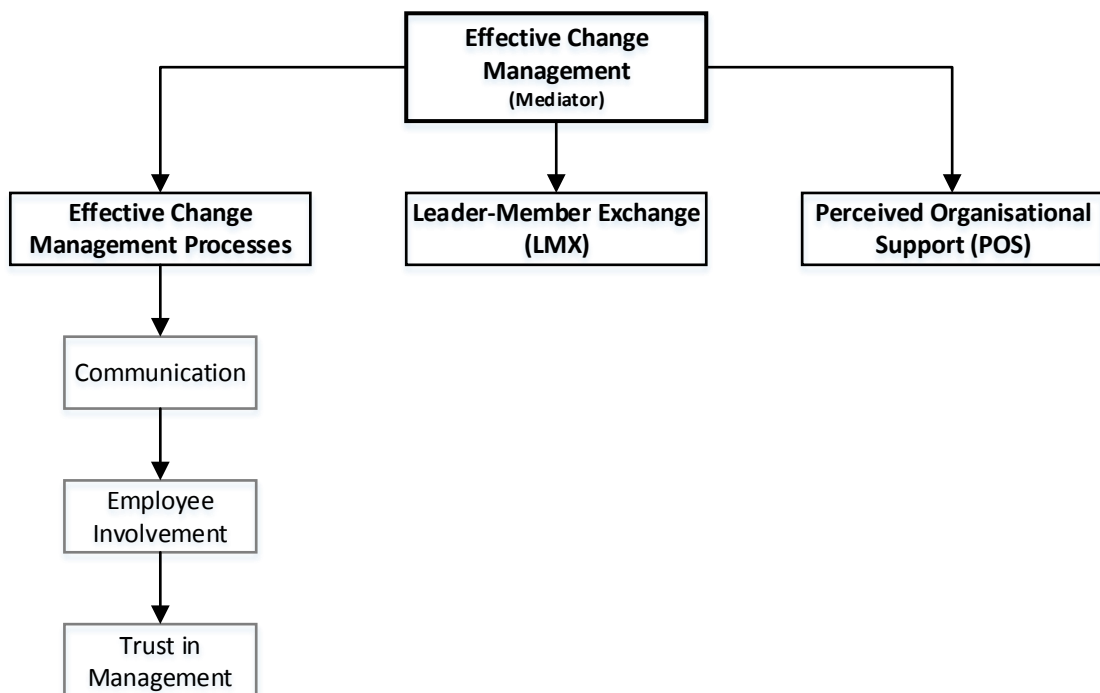 Effective Change
Management
(Mediator)
Effective Change
Management Processes
Leader-Member Exchange
(LMX)
Perceived Organisational
Support (POS)
Communication
Employee
Involvement
Trust in
Management